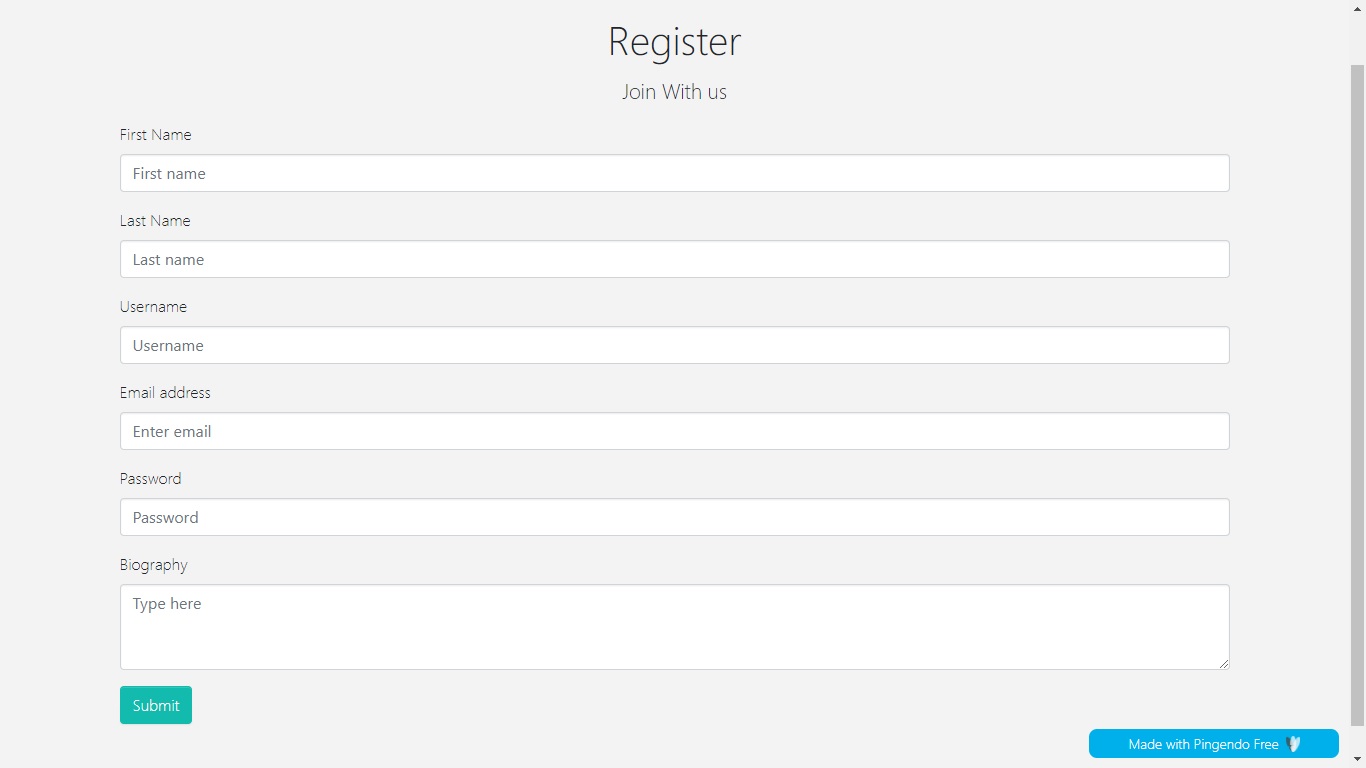 Register
Join With us
First Name
First name
Last Name
Last name
Username
Username
Email address
Enter email
Password
Password
Biography
Type here
Submit
Made with Pingendo Free